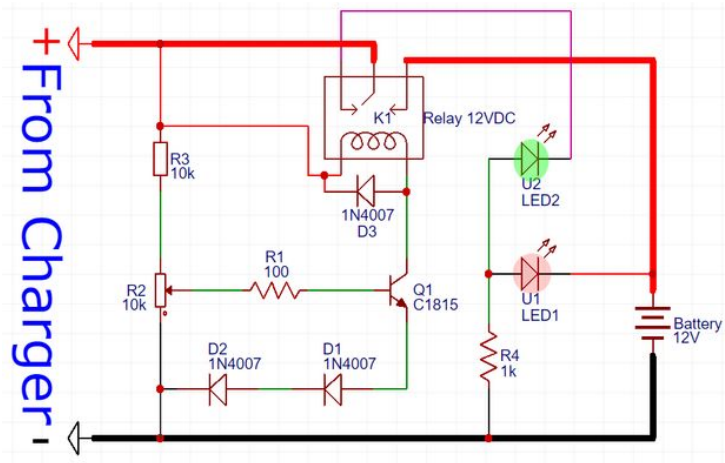 + From Charger -
Relay 12VDC
K1
R3
10k
1N4007
D3
U2
LED2
R1
100
R2
10k
Q1
C1815
U1
LED1
Battery
12V
D2
1N4007
D1
1N4007
R4
1k